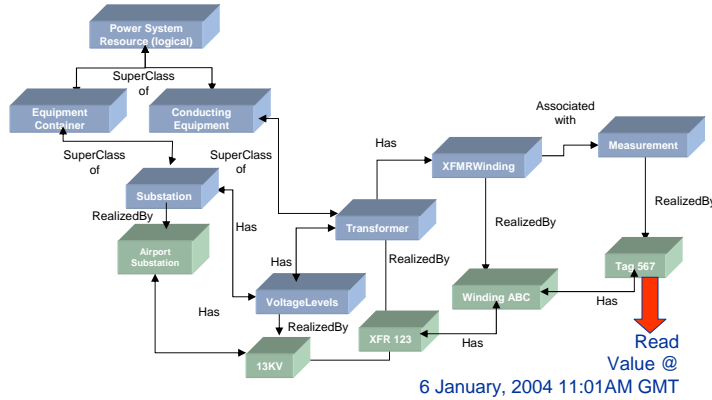 Power System
Resource (logical)
SuperClass
of
Equipment
Container
Conducting
Equipment
Associated
with
Has
XFMRWinding
Measurement
SuperClass
of
SuperClass
of
Substation
RealizedBy
Has
Transformer
RealizedBy
RealizedBy
Airport
Substation
Has
RealizedBy
Tag 567
VoltageLevels
Winding ABC
Has
Has
RealizedBy
XFR 123
Has
13KV
Read
Value @
6 January, 2004 11:01AM GMT